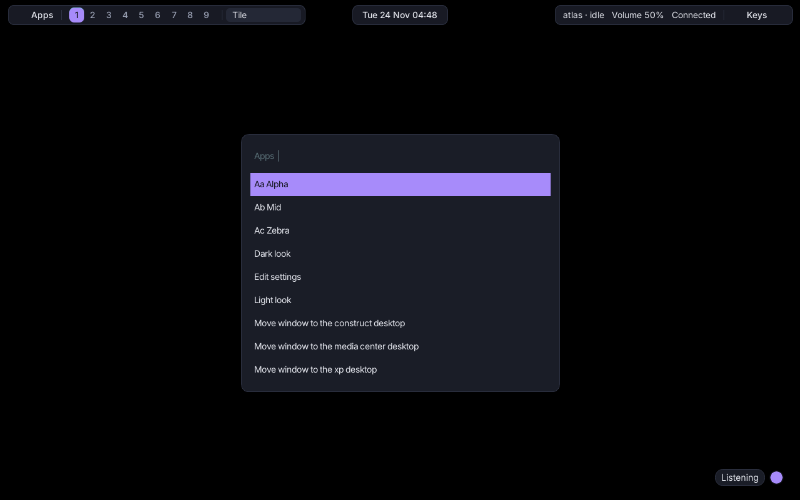 Apps 1 2 3 4 5 6 7 8 9 Tile Tue 24 Nov 04:48 atlas · idle Volume 50% Connected Keys
Apps
Aa Alpha
Ab Mid
Ac Zebra
Dark look
Edit settings
Light look
Move window to the construct desktop
Move window to the media center desktop
Move window to the xp desktop
Listening